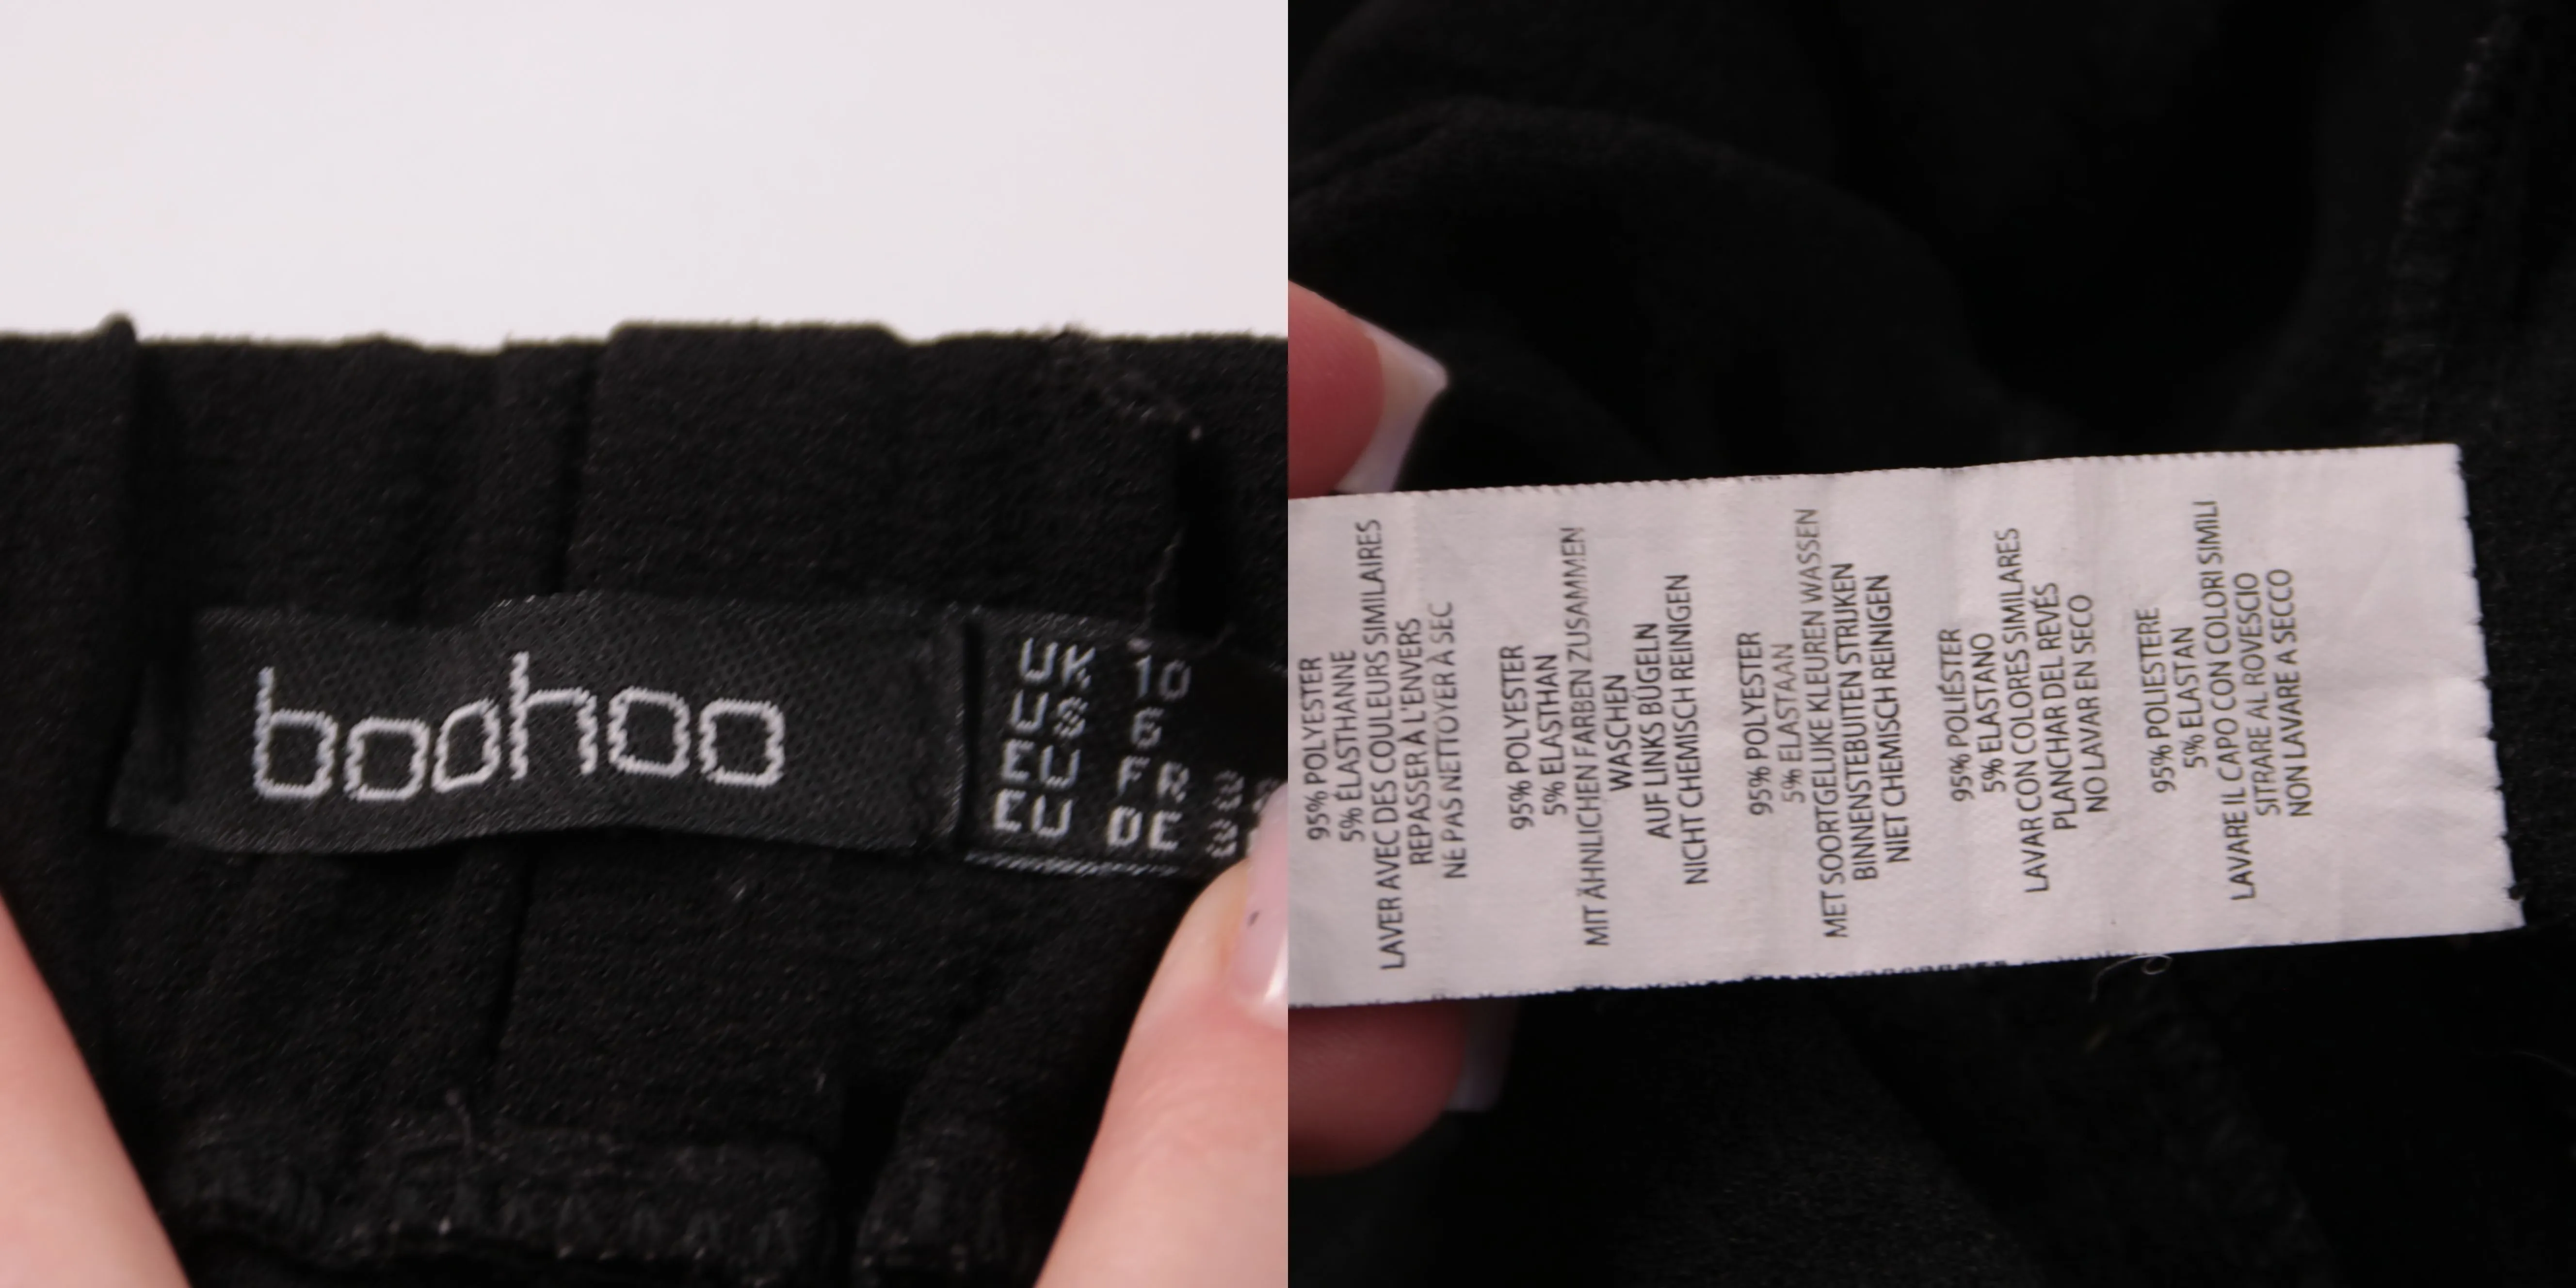 boohoo
UK 10
US 6
EU FR
EU DE
95% POLYESTER
5% ÉLASTHANNE
LAVER AVEC DES COULEURS SIMILAIRES
REPASSER À L'ENVERS
NE PAS NETTOYER À SEC
95% POLYESTER
5% ELASTHAN
MIT ÄHNLICHEN FARBEN ZUSAMMEN
WASCHEN
AUF LINKS BÜGELN
NICHT CHEMISCH REINIGEN
95% POLYESTER
5% ELASTAAN
MET SOORTGELIJKE KLEUREN WASSEN
BINNENSTEBUITEN STRIJKEN
NIET CHEMISCH REINIGEN
95% POLIÉSTER
5% ELASTANO
LAVAR CON COLORES SIMILARES
PLANCHAR DEL REVÉS
NO LAVAR EN SECO
95% POLIESTERE
5% ELASTAN
LAVARE IL CAPO CON COLORI SIMILI
SITRARE AL ROVESCIO
NON LAVARE A SECCO